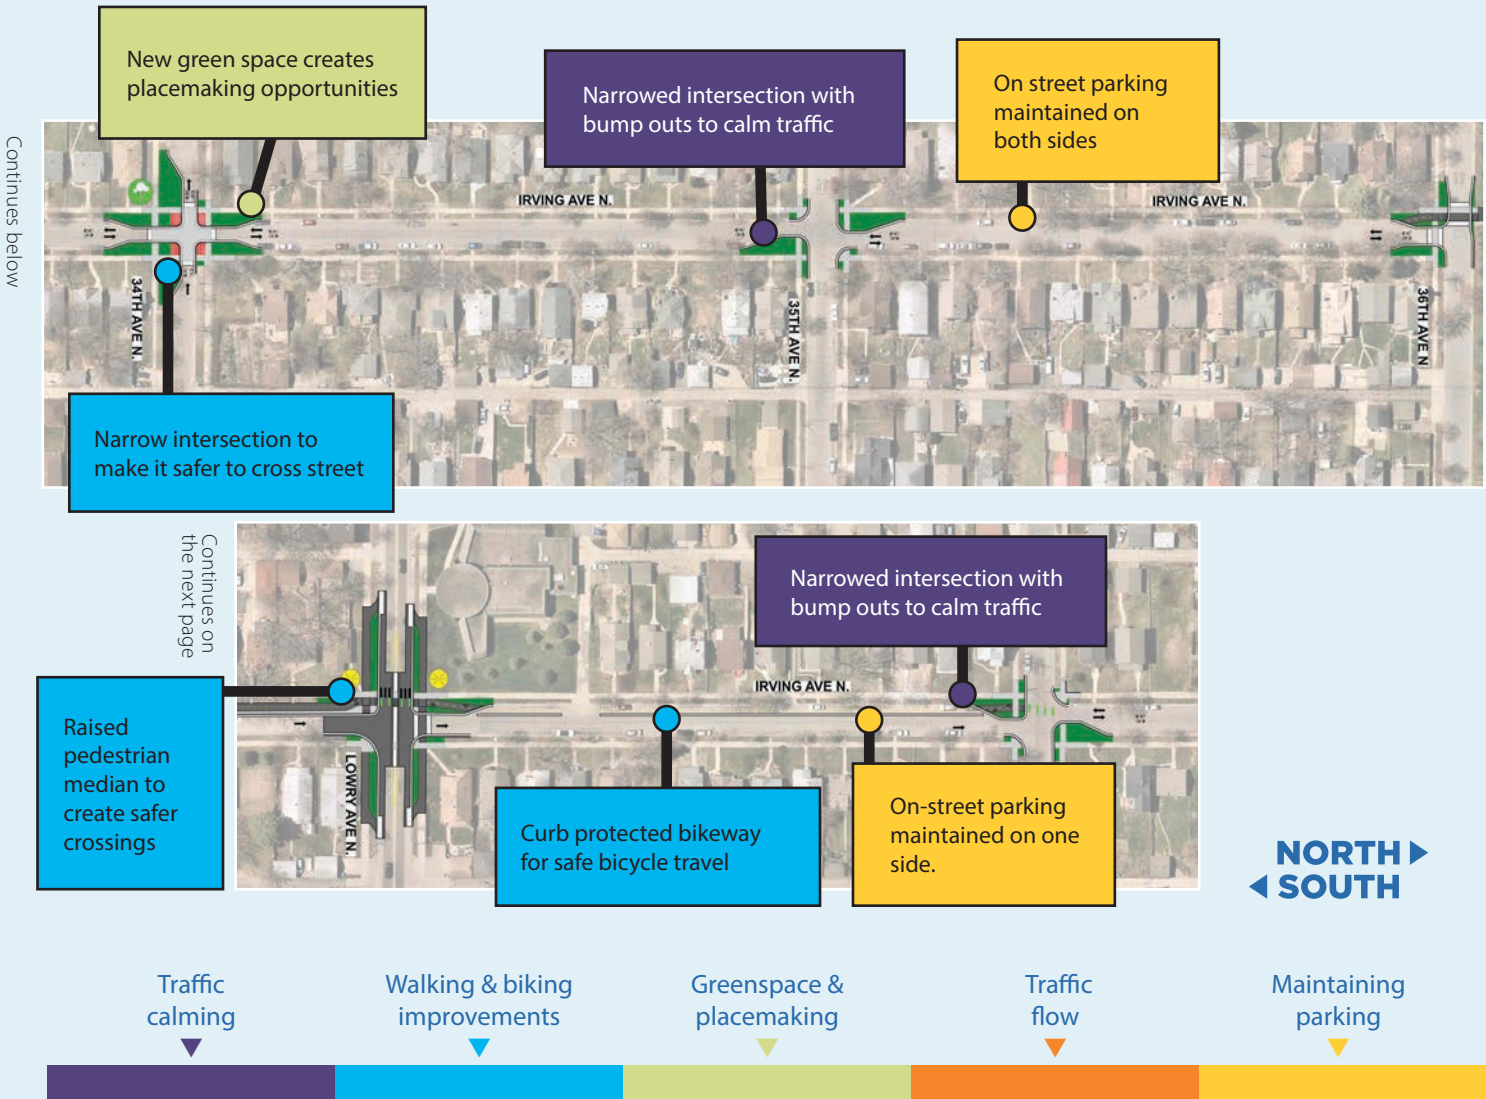 New green space creates
placemaking opportunities
Narrowed intersection with
bump outs to calm traffic
On street parking
maintained on
both sides
Continues below
IRVING AVE N.
IRVING AVE N.
34TH AVE N.
35TH AVE N.
36TH AVE N
Narrow intersection to
make it safer to cross street
Continues on
the next page
Narrowed intersection with
bump outs to calm traffic
IRVING AVE N.
Raised
pedestrian
median to
create safer
crossings
LOWRY AVE N.
Curb protected bikeway
for safe bicycle travel
On-street parking
maintained on one
side.
NORTH
SOUTH
Traffic
calming
Walking & biking
improvements
Greenspace &
placemaking
Traffic
flow
Maintaining
parking